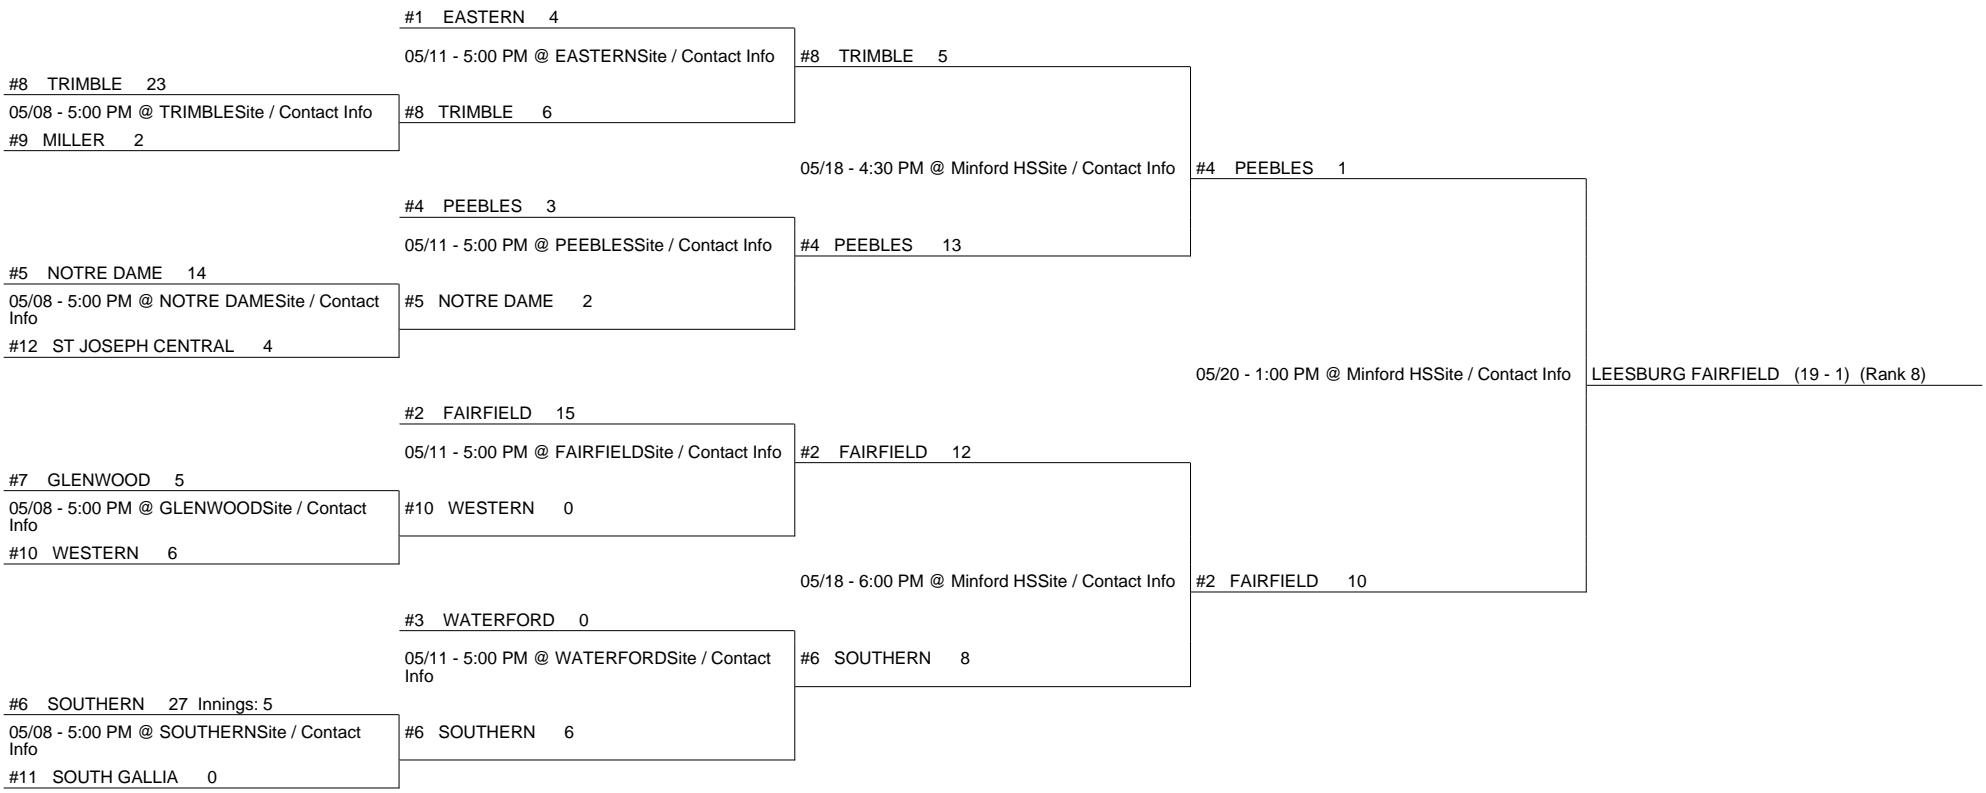 #1 EASTERN 4
05/11 - 5:00 PM @ EASTERNSite / Contact Info
#8 TRIMBLE 5
#8 TRIMBLE 23
05/08 - 5:00 PM @ TRIMBLESite / Contact Info
#8 TRIMBLE 6
#9 MILLER 2
05/18 - 4:30 PM @ Minford HSSite / Contact Info
#4 PEEBLES 1
#4 PEEBLES 3
05/11 - 5:00 PM @ PEEBLESSite / Contact Info
#4 PEEBLES 13
#5 NOTRE DAME 14
05/08 - 5:00 PM @ NOTRE DAMESite / Contact
Info
#5 NOTRE DAME 2
#12 ST JOSEPH CENTRAL 4
05/20 - 1:00 PM @ Minford HSSite / Contact Info
LEESBURG FAIRFIELD (19 - 1) (Rank 8)
#2 FAIRFIELD 15
05/11 - 5:00 PM @ FAIRFIELDSite / Contact Info
#2 FAIRFIELD 12
#7 GLENWOOD 5
05/08 - 5:00 PM @ GLENWOODSite / Contact
Info
#10 WESTERN 0
#10 WESTERN 6
05/18 - 6:00 PM @ Minford HSSite / Contact Info
#2 FAIRFIELD 10
#3 WATERFORD 0
05/11 - 5:00 PM @ WATERFORDSite / Contact
Info
#6 SOUTHERN 8
#6 SOUTHERN 27 Innings: 5
05/08 - 5:00 PM @ SOUTHERNSite / Contact
Info
#6 SOUTHERN 6
#11 SOUTH GALLIA 0